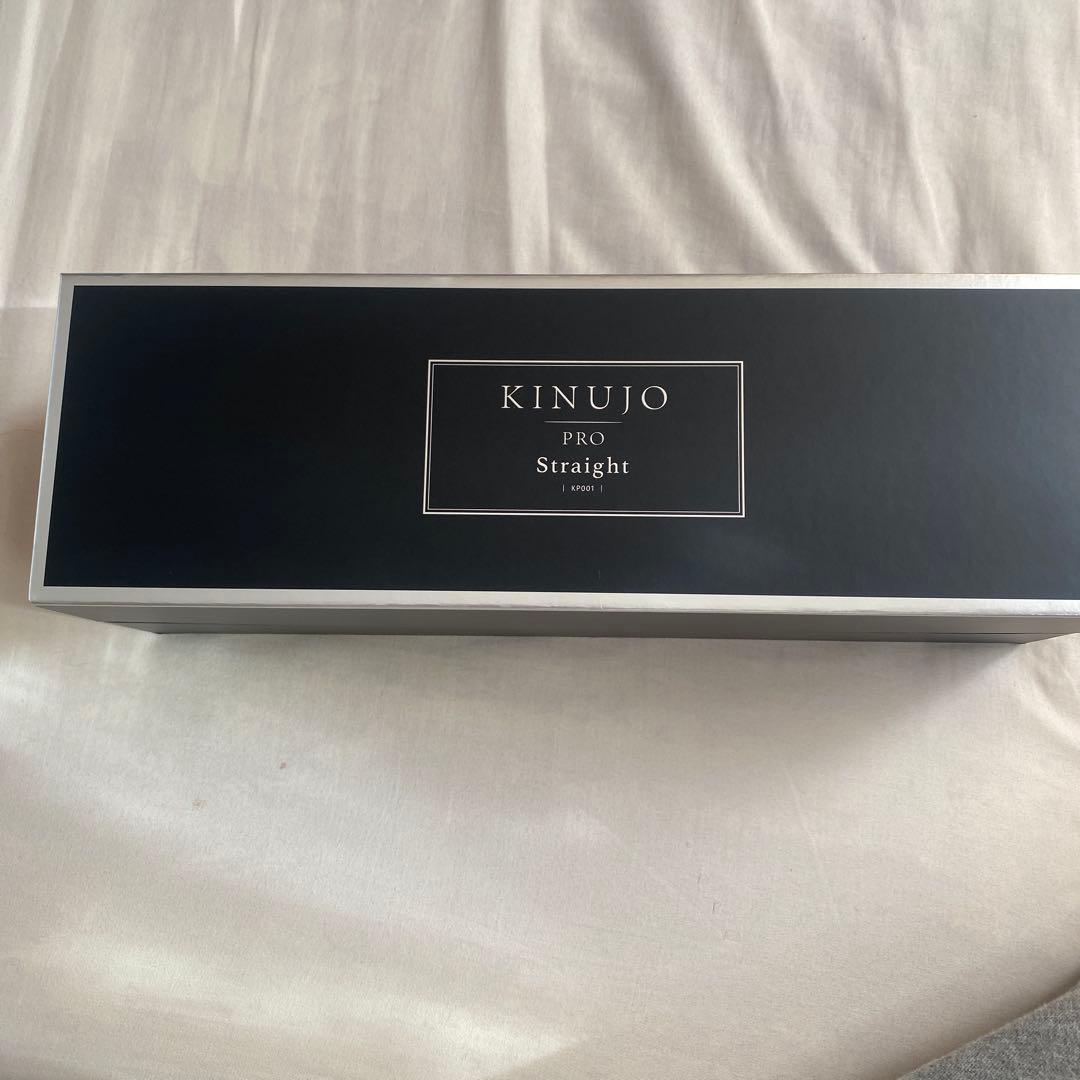 KINUJO
PRO
Straight
| KP001 |